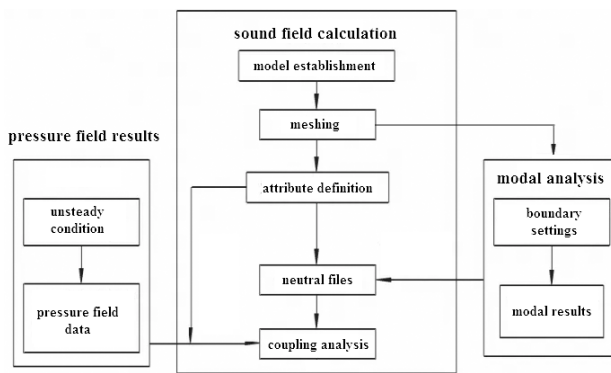 sound field calculation
model establishment
meshing
pressure field results
attribute definition
modal analysis
unsteady
condition
boundary
settings
neutral files
pressure field
data
modal results
coupling analysis